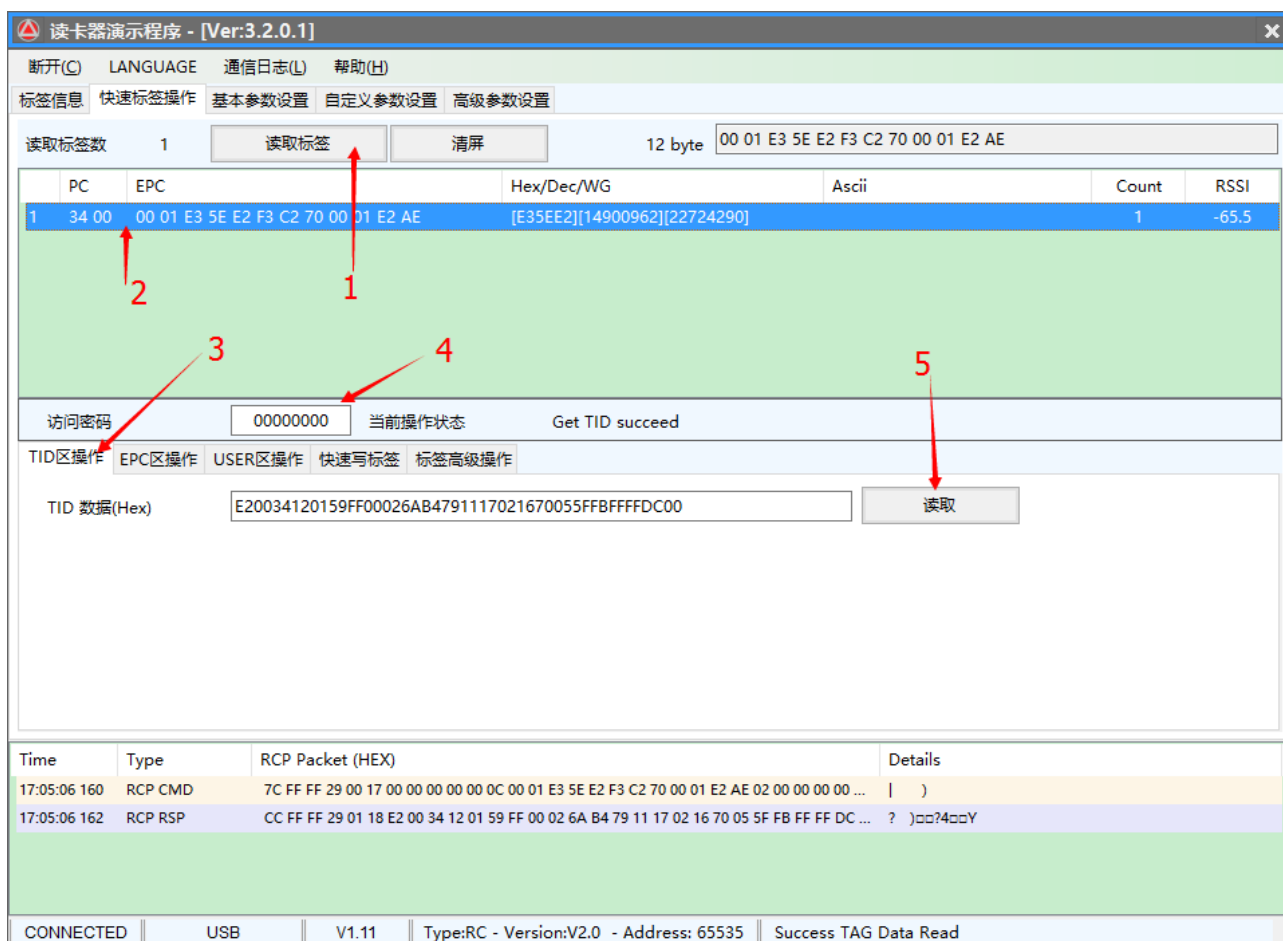 读卡器演示程序 - [Ver:3.2.0.1]
断开(C) LANGUAGE 通信日志(L) 帮助(H)
标签信息 快速标签操作 基本参数设置 自定义参数设置 高级参数设置
读取标签数 1 读取标签 清屏 12 byte 00 01 E3 5E E2 F3 C2 70 00 01 E2 AE
PC EPC Hex/Dec/WG Ascii Count RSSI
1 34 00 00 01 E3 5E E2 F3 C2 70 00 01 E2 AE [E35EE2][14900962][22724290] 1 -65.5
2 1
3 4 5
访问密码 00000000 当前操作状态 Get TID succeed
TID区操作 EPC区操作 USER区操作 快速写标签 标签高级操作
TID 数据(Hex) E20034120159FF00026AB4791117021670055FFBFFFFDC00 读取
Time Type RCP Packet (HEX) Details
17:05:06 160 RCP CMD 7C FF FF 29 00 17 00 00 00 00 00 0C 00 01 E3 5E E2 F3 C2 70 00 01 E2 AE 02 00 00 00 00 ... | )
17:05:06 162 RCP RSP CC FF FF 29 01 18 E2 00 34 12 01 59 FF 00 02 6A B4 79 11 17 02 16 70 05 5F FB FF FF DC ... ? )□□?4□□Y
CONNECTED USB V1.11 Type:RC - Version:V2.0 - Address: 65535 Success TAG Data Read